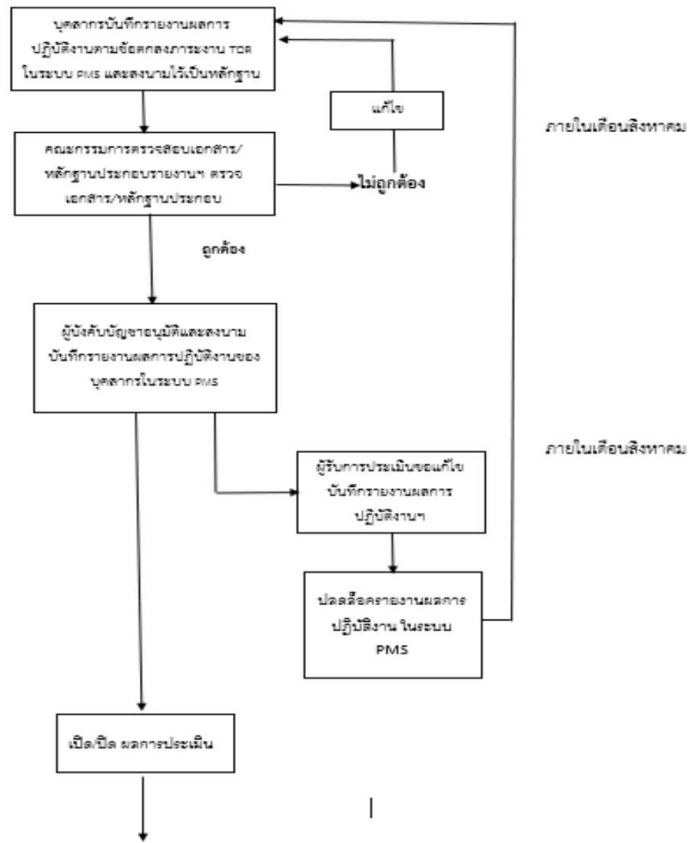 บุคลากรบันทึกรายงานผลการ
ปฏิบัติงานตามข้อตกลงภาระงาน TOR
ในระบบ PMS และลงนามไว้เป็นหลักฐาน
แก้ไข
ภายในเดือนสิงหาคม
คณะกรรมการตรวจสอบเอกสาร/
หลักฐานประกอบรายงานฯ ตรวจ
เอกสาร/หลักฐานประกอบ
ไม่ถูกต้อง
ถูกต้อง
ผู้บังคับบัญชาอนุมัติและลงนาม
บันทึกรายงานผลการปฏิบัติงานของ
บุคลากรในระบบ PMS
ภายในเดือนสิงหาคม
ผู้รับการประเมินขอแก้ไข
บันทึกรายงานผลการ
ปฏิบัติงานฯ
ปลดล็อครายงานผลการ
ปฏิบัติงาน ในระบบ
PMS
เปิด/ปิด ผลการประเมิน